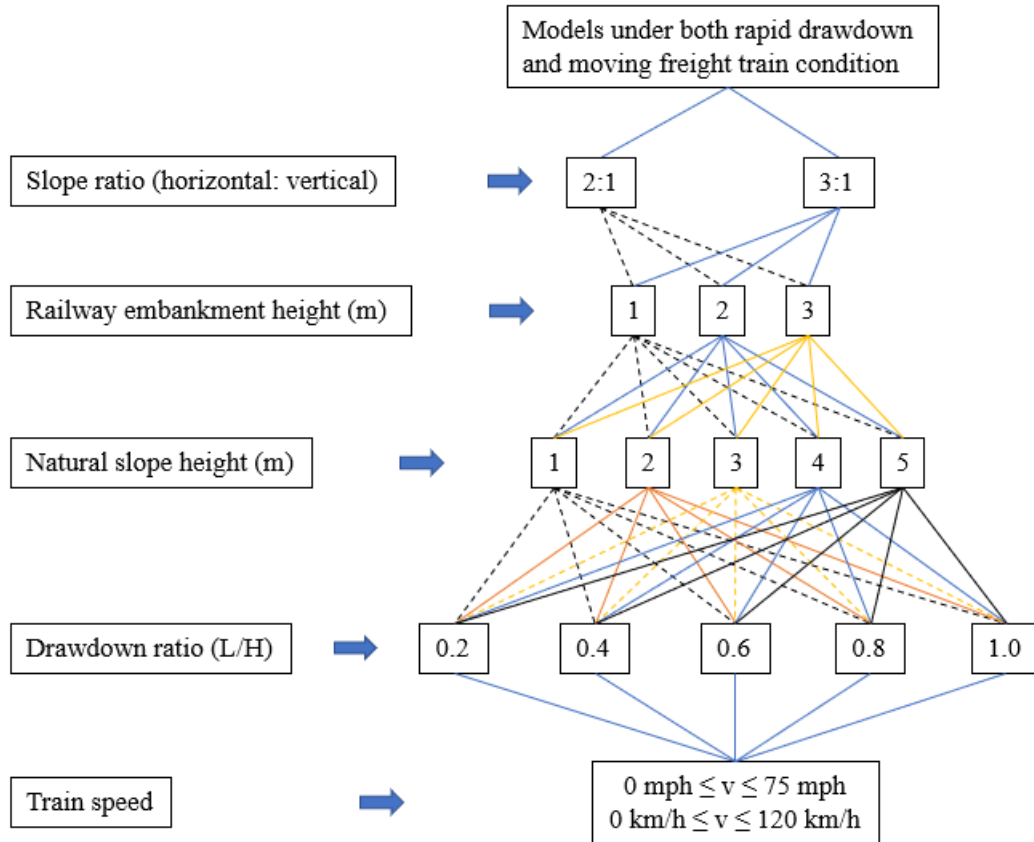 Models under both rapid drawdown
and moving freight train condition
Slope ratio (horizontal: vertical)
2:1
3:1
Railway embankment height (m)
1
2
3
Natural slope height (m)
1
2
3
4
5
Drawdown ratio (L/H)
0.2
0.4
0.6
0.8
1.0
Train speed
0 mph ≤ v ≤ 75 mph
0 km/h ≤ v ≤ 120 km/h